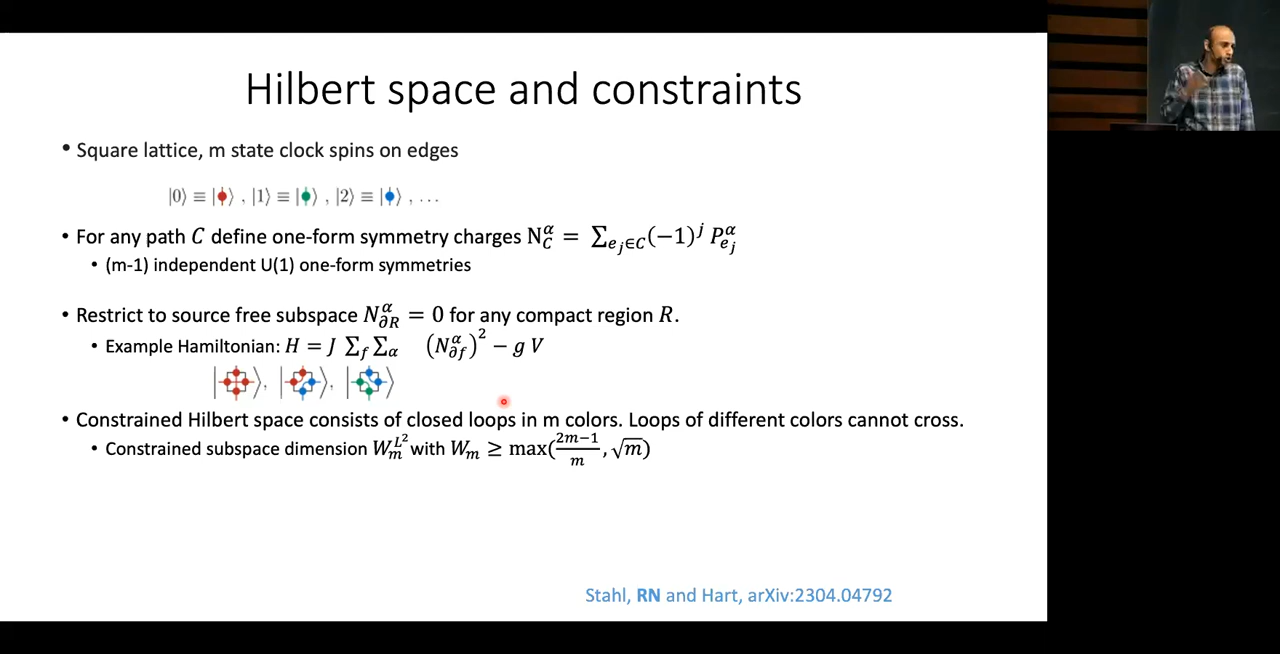 Hilbert space and constraints
• Square lattice, m state clock spins on edges
|0⟩ ≡ |⟩ , |1⟩ ≡ |⟩ , |2⟩ ≡ |⟩ , ...
• For any path C define one-form symmetry charges N_C^α = ∑_{e_j∈C}(−1)^j P_{e_j}^α
• (m-1) independent U(1) one-form symmetries
• Restrict to source free subspace N_{∂R}^α = 0 for any compact region R.
• Example Hamiltonian: H = J ∑_f ∑_α (N_{∂f}^α)^2 − g V
|⟩, |⟩, |⟩
• Constrained Hilbert space consists of closed loops in m colors. Loops of different colors cannot cross.
• Constrained subspace dimension W_m^{L^2} with W_m ≥ max(\frac{2m−1}{m}, √m)
Stahl, RN and Hart, arXiv:2304.04792